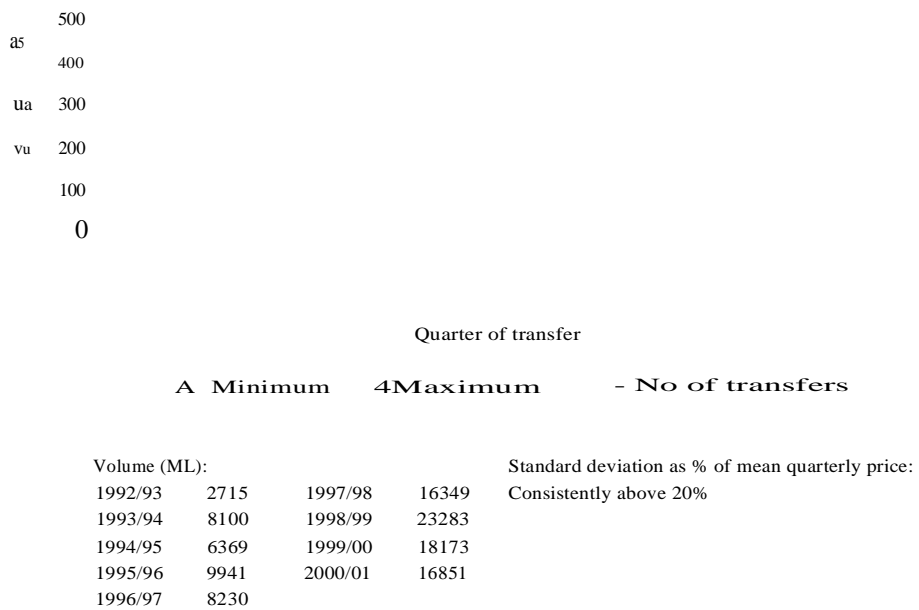 500
as
400
ua 300
vu 200
100
0
Quarter of transfer
A Minimum 4Maximum - No of transfers
Volume (ML): Standard deviation as % of mean quarterly price:
1992/93 2715 1997/98 16349 Consistently above 20%
1993/94 8100 1998/99 23283
1994/95 6369 1999/00 18173
1995/96 9941 2000/01 16851
1996/97 8230